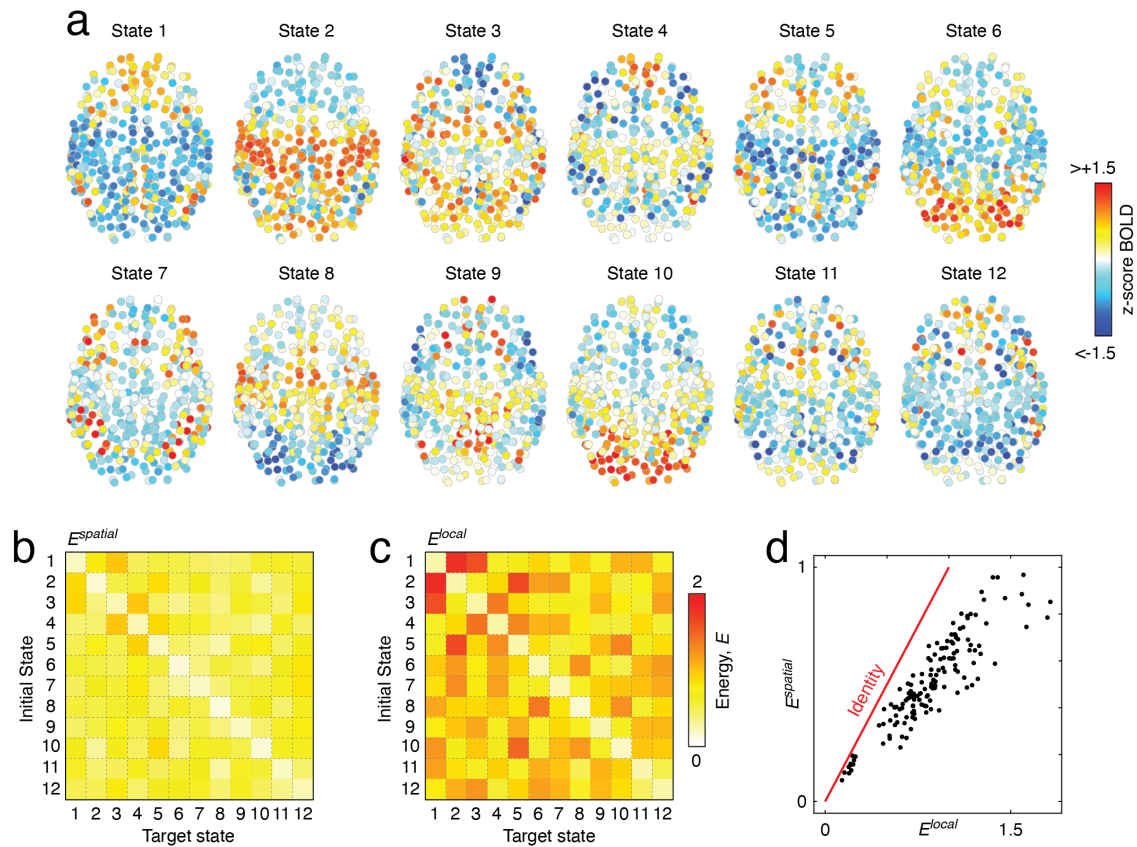 a
State 1 State 2 State 3 State 4 State 5 State 6
>+1.5
z-score BOLD
<-1.5
State 7 State 8 State 9 State 10 State 11 State 12
b
E^spatial
Initial State
1
2
3
4
5
6
7
8
9
10
11
12
1 2 3 4 5 6 7 8 9 10 11 12
Target state
c
E^local
Initial State
1
2
3
4
5
6
7
8
9
10
11
12
1 2 3 4 5 6 7 8 9 10 11 12
Target state
2
Energy, E
0
d
1
E^spatial
0
Identity
0 E^local 1.5